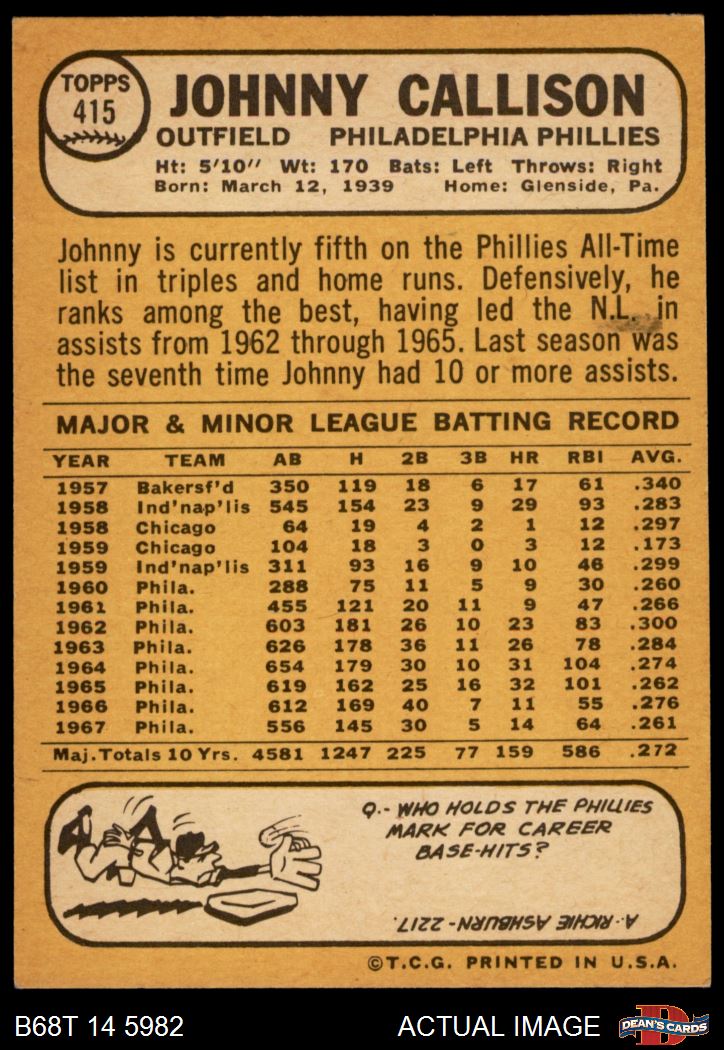 TOPPS
415
JOHNNY CALLISON
OUTFIELD PHILADELPHIA PHILLIES
Ht: 5'10" Wt: 170 Bats: Left Throws: Right
Born: March 12, 1939 Home: Glenside, Pa.
Johnny is currently fifth on the Phillies All-Time
list in triples and home runs. Defensively, he
ranks among the best, having led the N.L. in
assists from 1962 through 1965. Last season was
the seventh time Johnny had 10 or more assists.
MAJOR & MINOR LEAGUE BATTING RECORD
YEAR TEAM AB H 2B 3B HR RBI AVG.
1957 Bakersf'd 350 119 18 6 17 61 .340
1958 Ind'nap'lis 545 154 23 9 29 93 .283
1958 Chicago 64 19 4 2 1 12 .297
1959 Chicago 104 18 3 0 3 12 .173
1959 Ind'nap'lis 311 93 16 9 10 46 .299
1960 Phila. 288 75 11 5 9 30 .260
1961 Phila. 455 121 20 11 9 47 .266
1962 Phila. 603 181 26 10 23 83 .300
1963 Phila. 626 178 36 11 26 78 .284
1964 Phila. 654 179 30 10 31 104 .274
1965 Phila. 619 162 25 16 32 101 .262
1966 Phila. 612 169 40 7 11 55 .276
1967 Phila. 556 145 30 5 14 64 .261
Maj. Totals 10 Yrs. 4581 1247 225 77 159 586 .272
Q.- WHO HOLDS THE PHILLIES
MARK FOR CAREER
BASE-HITS?
A.- RICHIE ASHBURN - 2217.
©T.C.G. PRINTED IN U.S.A.
B68T 14 5982
ACTUAL IMAGE
D
DEAN'S CARDS